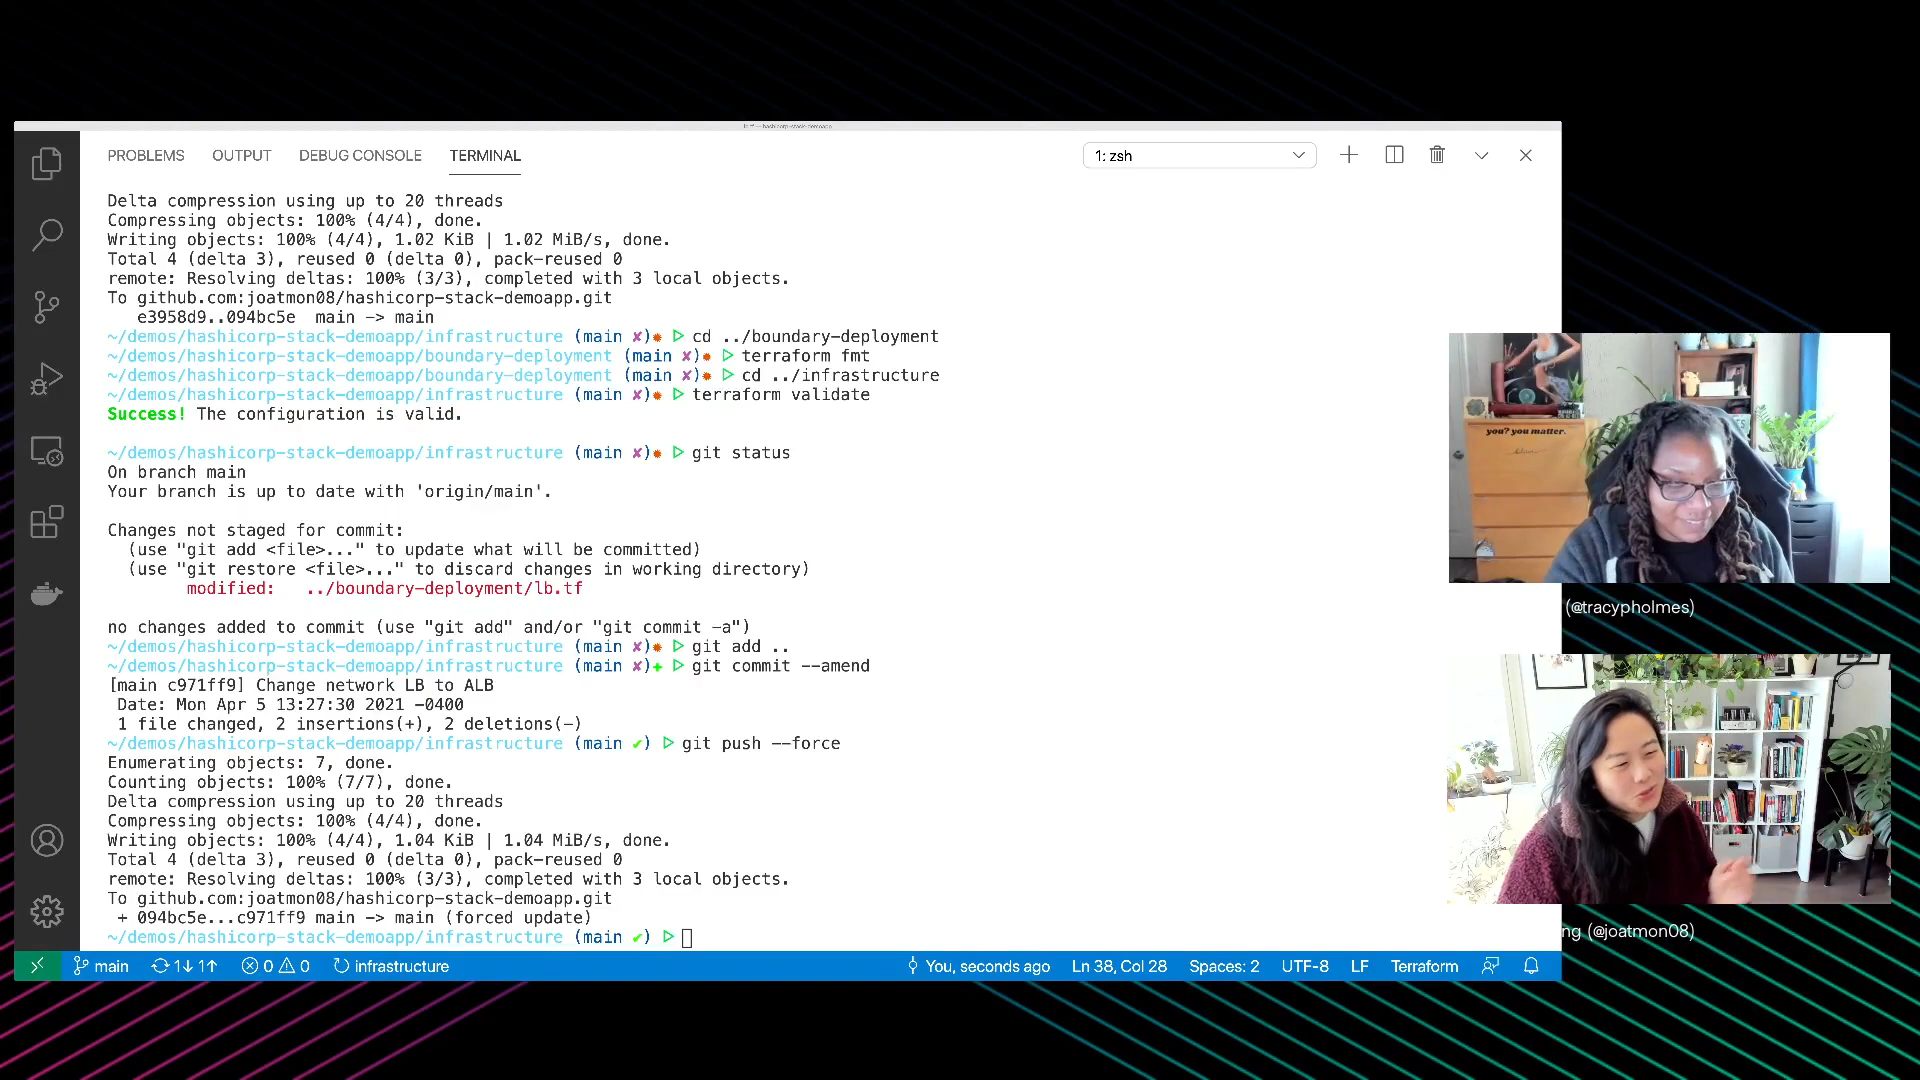 PROBLEMS OUTPUT DEBUG CONSOLE TERMINAL 1: zsh
Delta compression using up to 20 threads
Compressing objects: 100% (4/4), done.
Writing objects: 100% (4/4), 1.02 KiB | 1.02 MiB/s, done.
Total 4 (delta 3), reused 0 (delta 0), pack-reused 0
remote: Resolving deltas: 100% (3/3), completed with 3 local objects.
To github.com:joatmon08/hashicorp-stack-demoapp.git
e3958d9..094bc5e main -> main
~/demos/hashicorp-stack-demoapp/infrastructure (main ✘)✹ ▷ cd ../boundary-deployment
~/demos/hashicorp-stack-demoapp/boundary-deployment (main ✘)✹ ▷ terraform fmt
~/demos/hashicorp-stack-demoapp/boundary-deployment (main ✘)✹ ▷ cd ../infrastructure
~/demos/hashicorp-stack-demoapp/infrastructure (main ✘)✹ ▷ terraform validate
Success! The configuration is valid.
~/demos/hashicorp-stack-demoapp/infrastructure (main ✘)✹ ▷ git status
On branch main
Your branch is up to date with 'origin/main'.
Changes not staged for commit:
(use "git add <file>..." to update what will be committed)
(use "git restore <file>..." to discard changes in working directory)
modified: ../boundary-deployment/lb.tf
no changes added to commit (use "git add" and/or "git commit -a")
~/demos/hashicorp-stack-demoapp/infrastructure (main ✘)✹ ▷ git add ..
~/demos/hashicorp-stack-demoapp/infrastructure (main ✘)✚ ▷ git commit --amend
[main c971ff9] Change network LB to ALB
Date: Mon Apr 5 13:27:30 2021 -0400
1 file changed, 2 insertions(+), 2 deletions(-)
~/demos/hashicorp-stack-demoapp/infrastructure (main ✔) ▷ git push --force
Enumerating objects: 7, done.
Counting objects: 100% (7/7), done.
Delta compression using up to 20 threads
Compressing objects: 100% (4/4), done.
Writing objects: 100% (4/4), 1.04 KiB | 1.04 MiB/s, done.
Total 4 (delta 3), reused 0 (delta 0), pack-reused 0
remote: Resolving deltas: 100% (3/3), completed with 3 local objects.
To github.com:joatmon08/hashicorp-stack-demoapp.git
+ 094bc5e...c971ff9 main -> main (forced update)
~/demos/hashicorp-stack-demoapp/infrastructure (main ✔) ▷
main 1↓ 1↑ 0 0 infrastructure You, seconds ago Ln 38, Col 28 Spaces: 2 UTF-8 LF Terraform
you? you matter.
(@tracypholmes)
ng (@joatmon08)